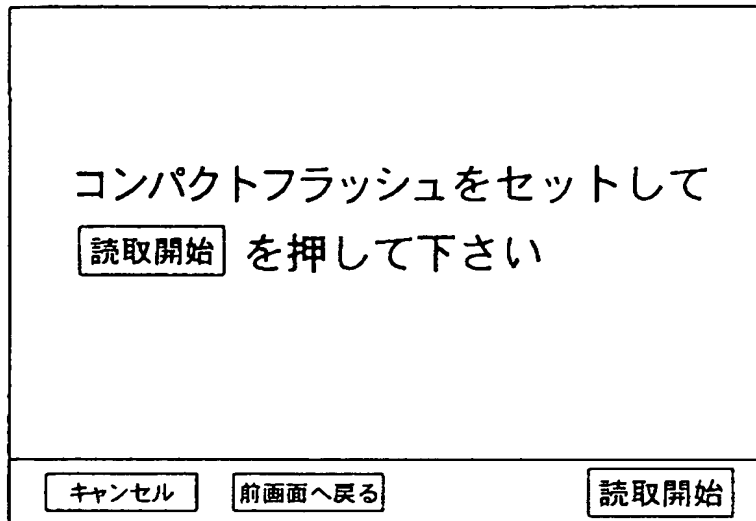 コンパクトフラッシュをセットして
読取開始 を押して下さい
キャンセル 前画面へ戻る 読取開始